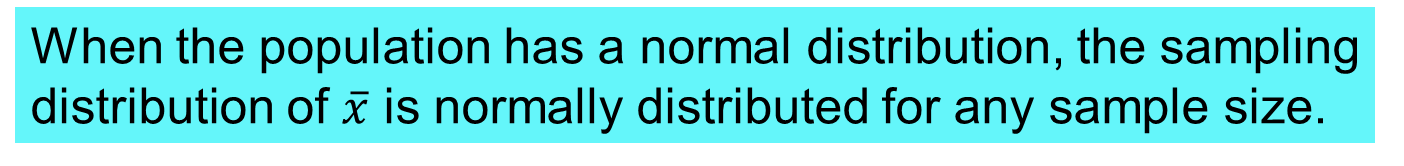 When the population has a normal distribution, the sampling
distribution of x̄ is normally distributed for any sample size.